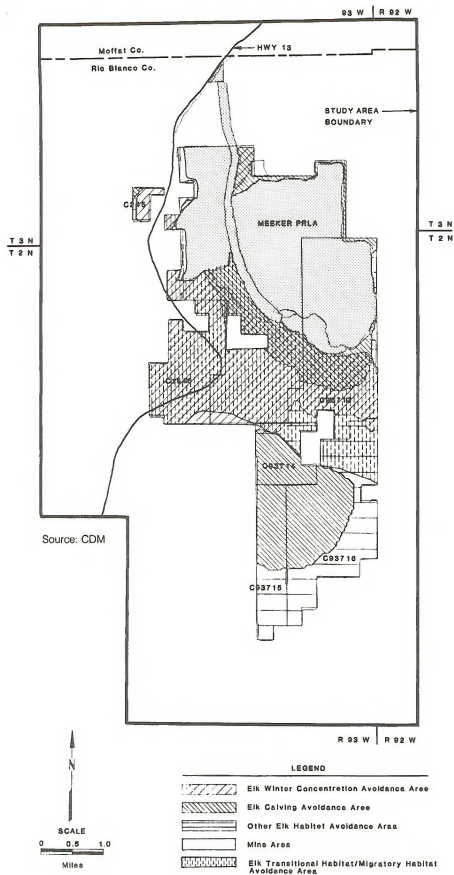 93 W R 92 W
Moffat Co.
Rio Blanco Co.
HWY 13
STUDY AREA
BOUNDARY
MEEKER PRLA
T 3 N
T 2 N
T 3 N
T 2 N
C93714
Source: CDM
C93716
C93715
R 93 W R 92 W
N
SCALE
0 0.5 1.0
Miles
LEGEND
Elk Winter Concentration Avoidance Area
Elk Calving Avoidance Area
Other Elk Habitet Avoidance Area
Mine Area
Elk Transitional Habitat/Migratory Habitat
Avoidance Area